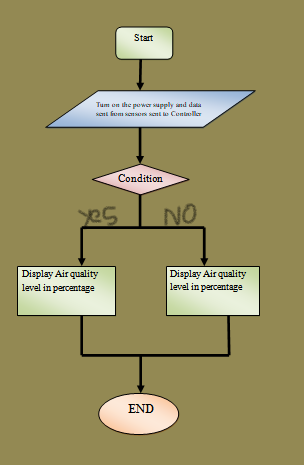 Start
Turn on the power supply and data
sent from sensors sent to Controller
Condition
yes NO
Display Air quality
level in percentage
Display Air quality
level in percentage
END